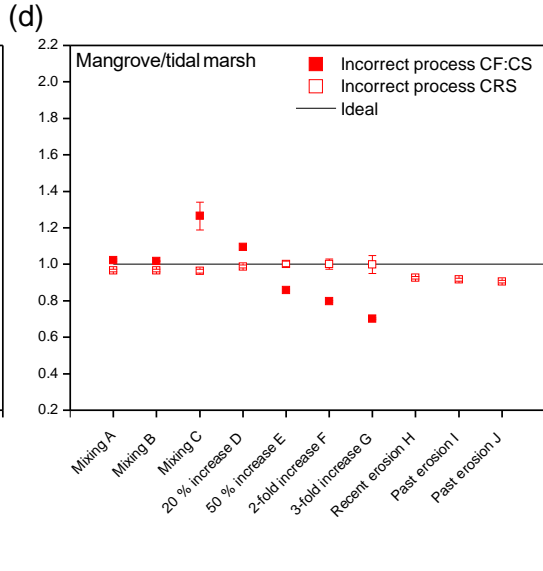 (d)
Mangrove/tidal marsh
Incorrect process CF:CS
Incorrect process CRS
Ideal
2.2
2.0
1.8
1.6
1.4
1.2
1.0
0.8
0.6
0.4
0.2
Mixing A
Mixing B
Mixing C
20 % increase D
50 % increase E
2-fold increase F
3-fold increase G
Recent erosion H
Past erosion I
Past erosion J